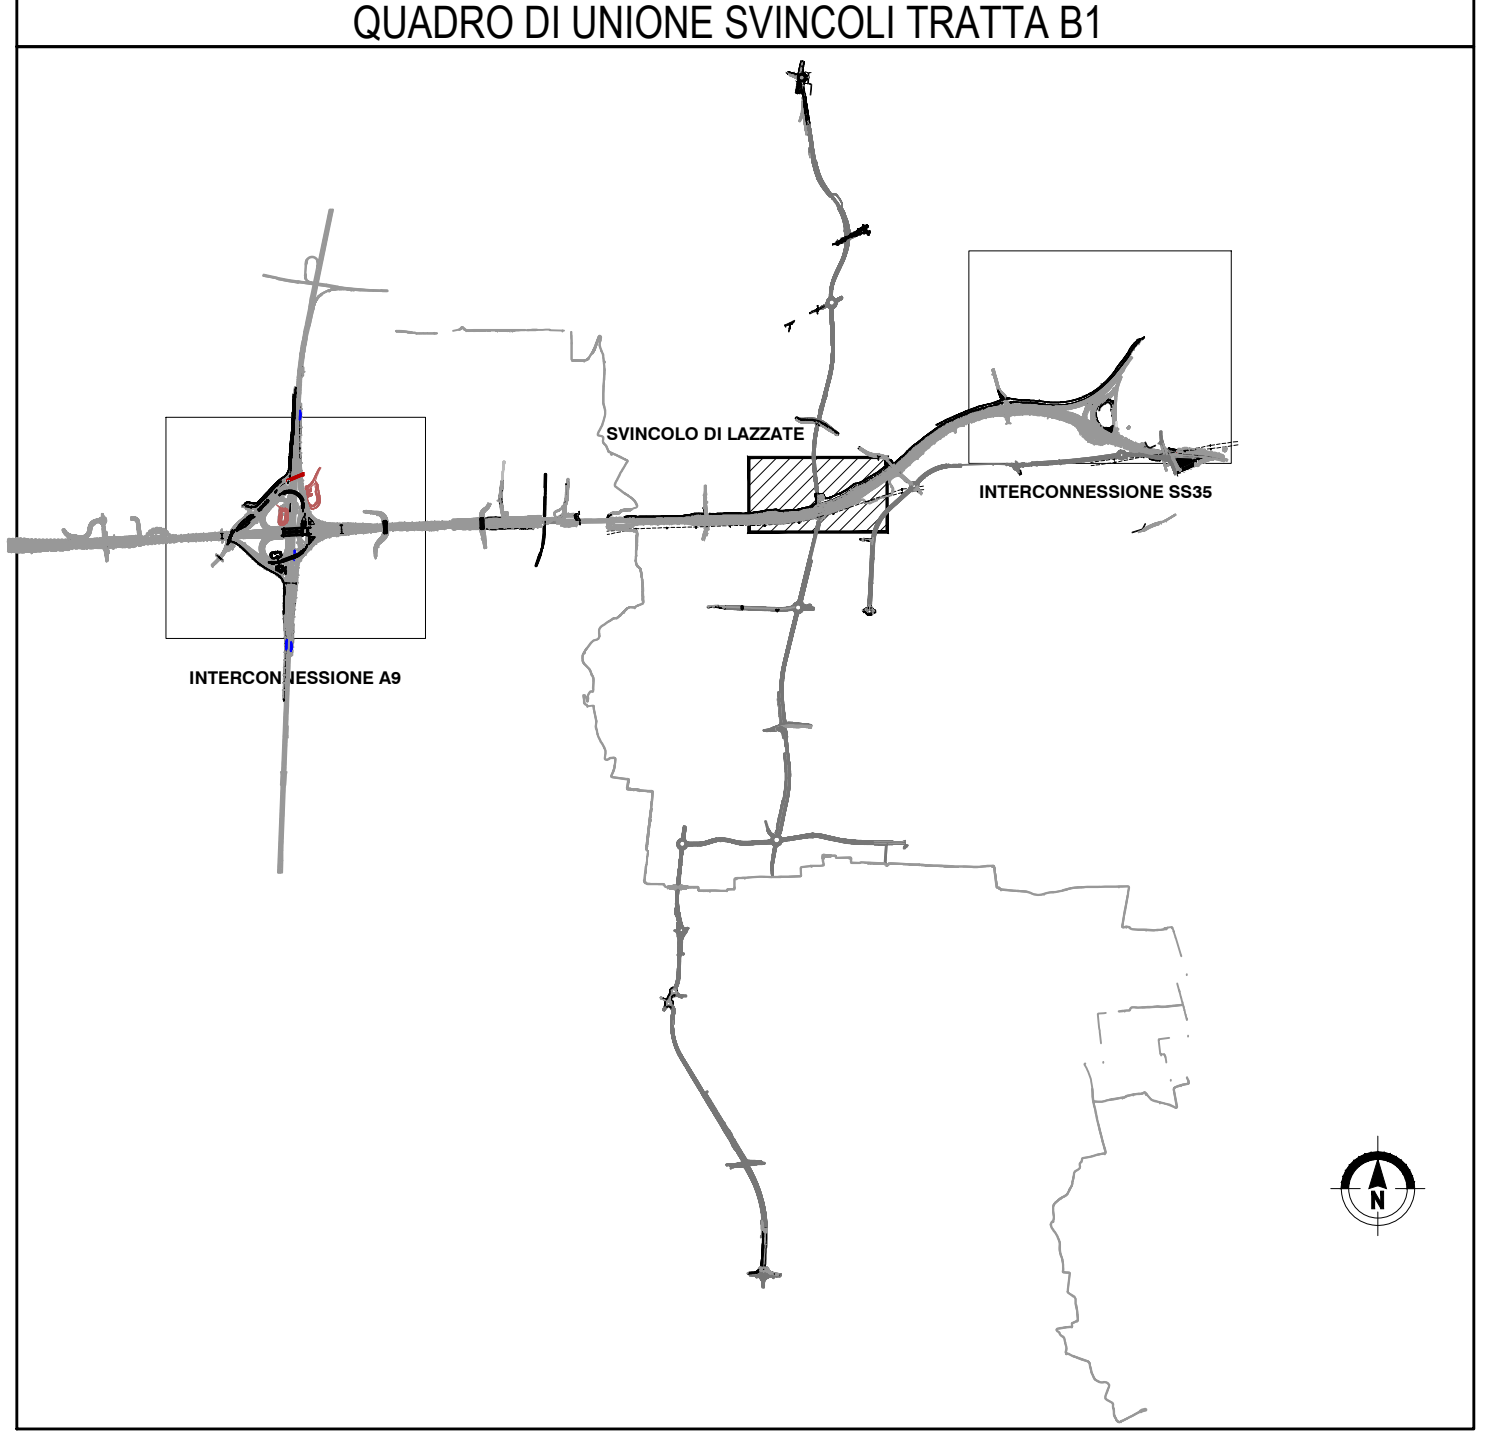 QUADRO DI UNIONE SVINCOLI TRATTA B1
SVINCOLO DI LAZZATE
INTERCONNESSIONE SS35
INTERCONNESSIONE A9
N